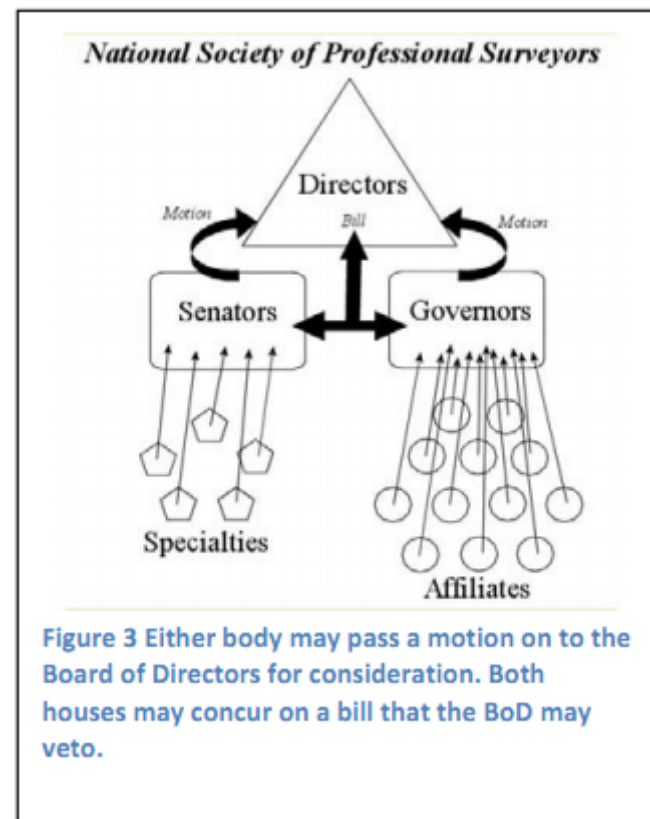 National Society of Professional Surveyors
Directors
Motion
Bill
Motion
Senators
Governors
Specialties
Affiliates
Figure 3 Either body may pass a motion on to the
Board of Directors for consideration. Both
houses may concur on a bill that the BoD may
veto.